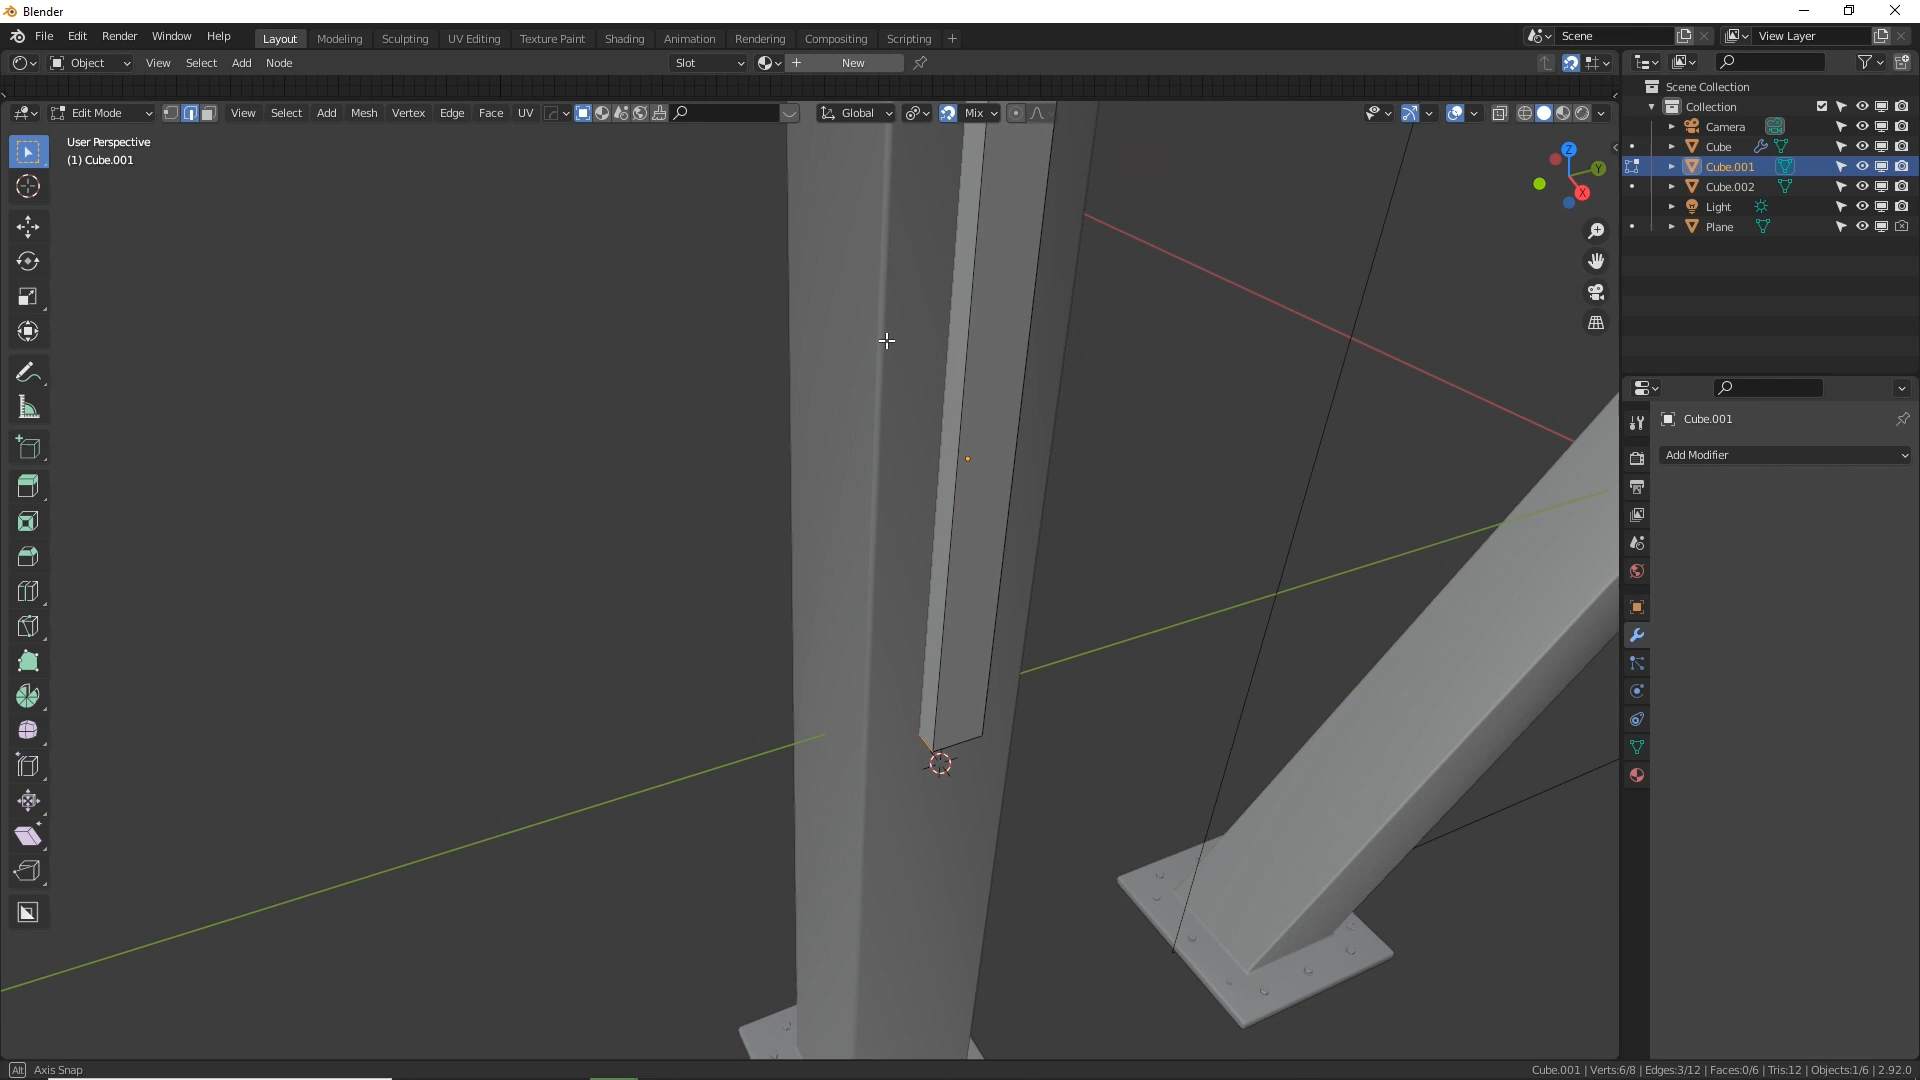 Blender
File Edit Render Window Help
Layout Modeling Sculpting UV Editing Texture Paint Shading Animation Rendering Compositing Scripting
Scene
View Layer
Object View Select Add Node
Slot
New
Edit Mode View Select Add Mesh Vertex Edge Face UV
Global
Mix
User Perspective
(1) Cube.001
Z
Y
X
Scene Collection
Collection
Camera
Cube
Cube.001
Cube.002
Light
Plane
Cube.001
Add Modifier
Alt Axis Snap
Cube.001 | Verts:6/8 | Edges:3/12 | Faces:0/6 | Tris:12 | Objects:1/6 | 2.92.0